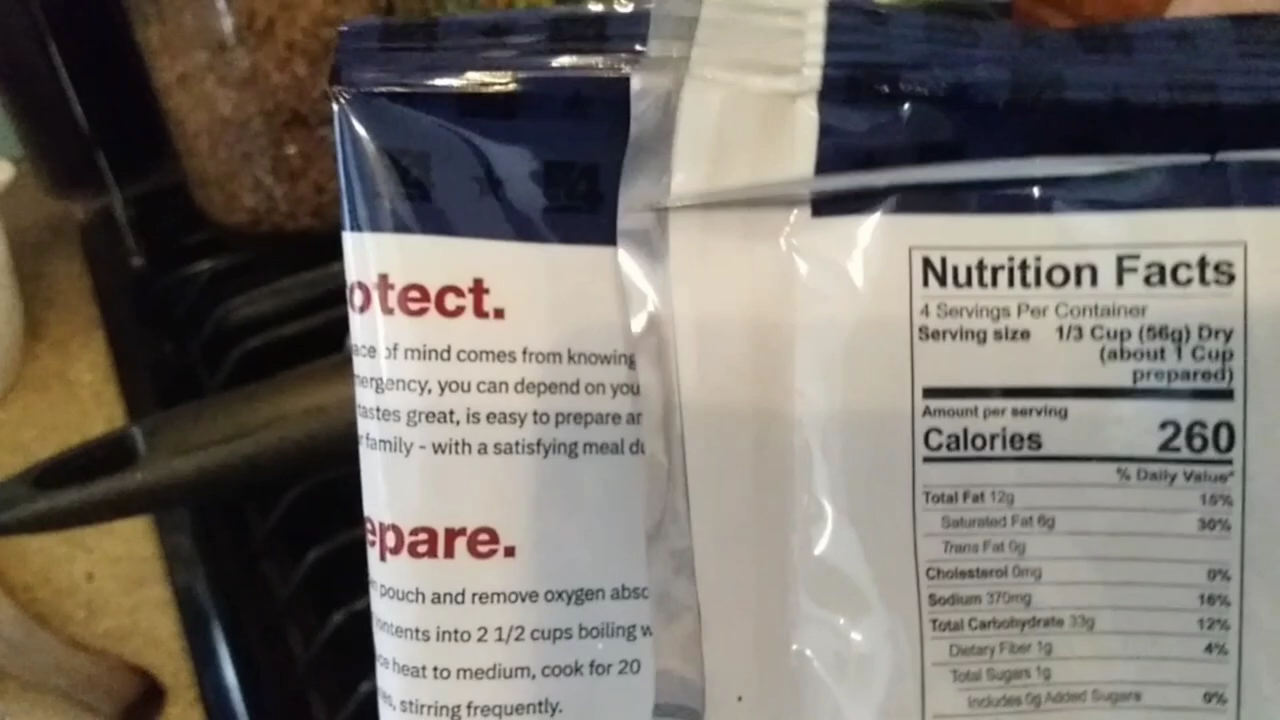 otect.
ace of mind comes from knowing
nergency, you can depend on you
tastes great, is easy to prepare ar
family - with a satisfying meal du
epare.
pouch and remove oxygen absc
ontents into 2 1/2 cups boiling w
ce heat to medium, cook for 20
es, stirring frequently.
Nutrition Facts
4 Servings Per Container
Serving size 1/3 Cup (56g) Dry
(about 1 Cup
prepared)
Amount per serving
Calories 260
% Daily Value*
Total Fat 12g 15%
Saturated Fat 6g 30%
Trans Fat 0g
Cholesterol 0mg 0%
Sodium 370mg 16%
Total Carbohydrate 33g 12%
Dietary Fiber 1g 4%
Total Sugars 1g
Includes 0g Added Sugars 0%